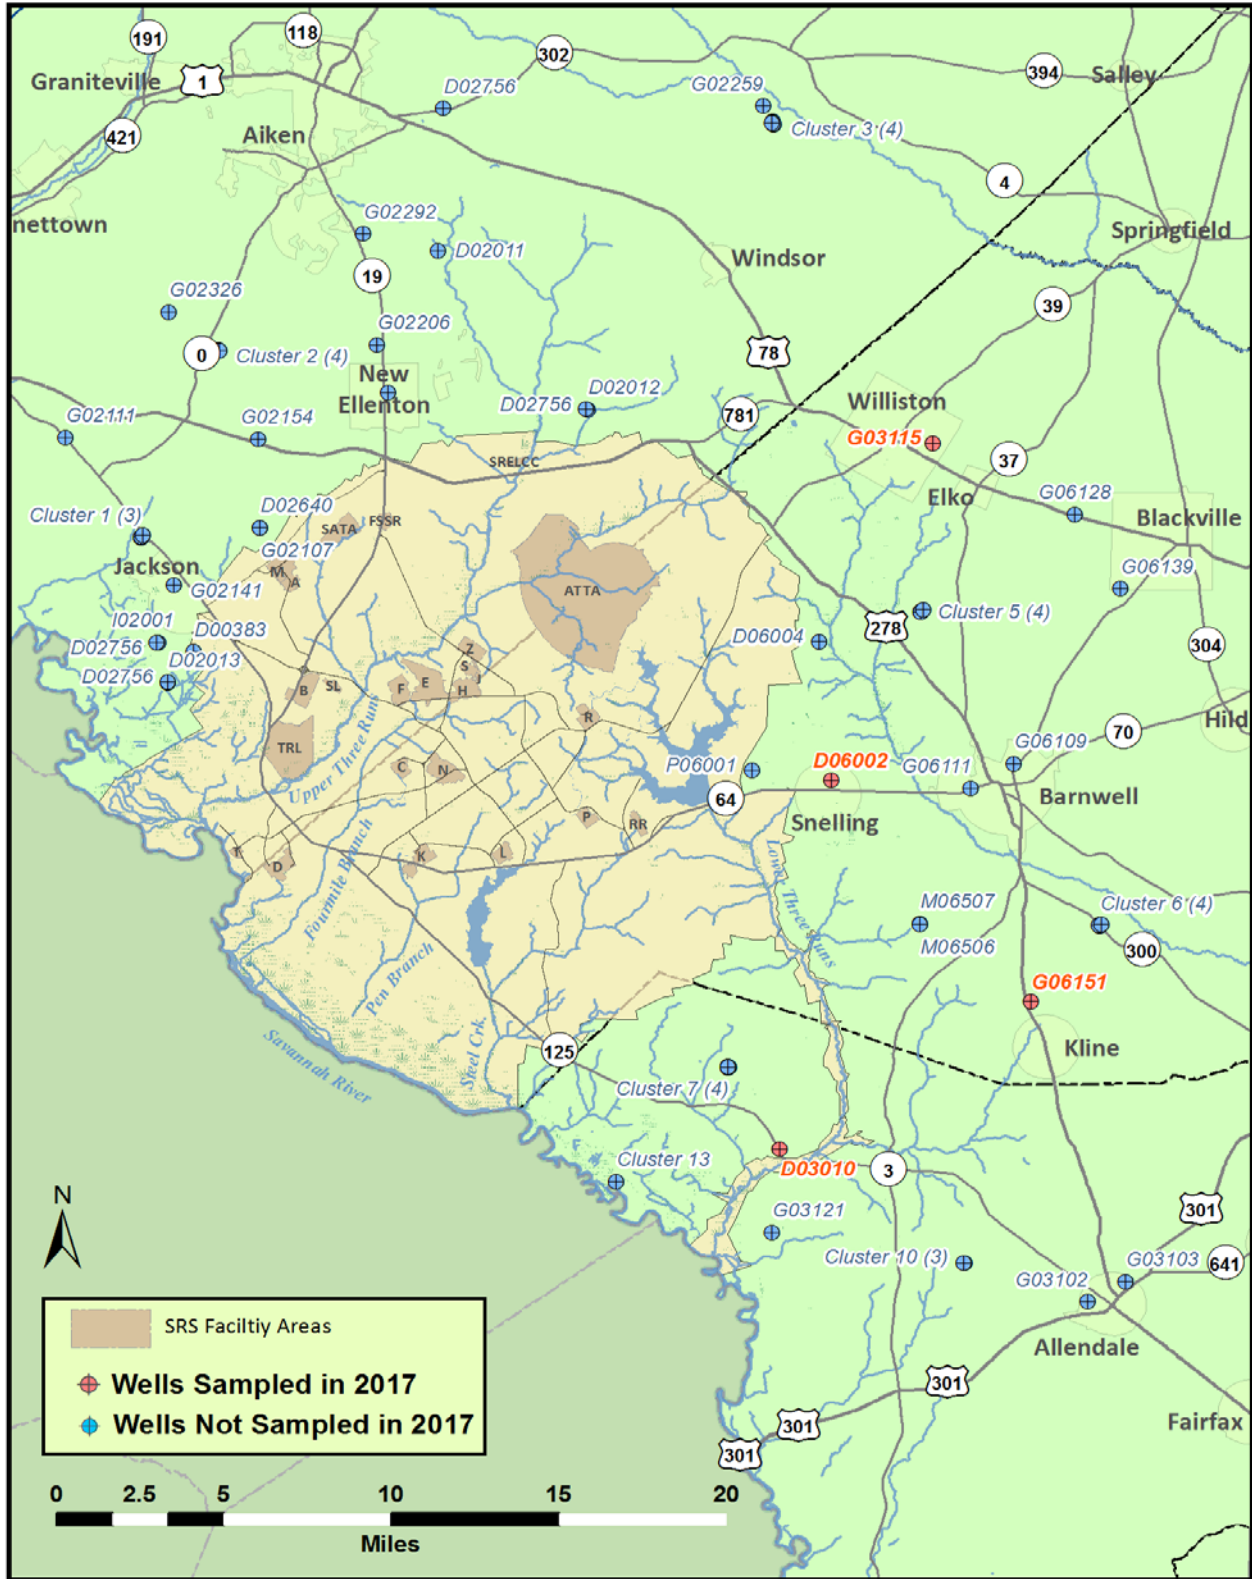 191
118
302
394
Salley
Graniteville
1
D02756
G02259
421
Aiken
Cluster 3 (4)
4
nettown
G02292
D02011
19
Windsor
Springfield
G02326
39
G02206
0
Cluster 2 (4)
78
New
Ellenton
D02012
D02756
781
Williston
G02111
G02154
G03115
37
SRELCC
Elko
G06128
Blackville
Cluster 1 (3)
D02640
SATA
FSSR
G02107
Jackson
M
A
ATTA
G06139
G02141
I02001
D00383
D02756
D02013
D02756
D06004
278
Cluster 5 (4)
304
Z
S
J
B
SL
F
E
H
R
Hild
TRL
Upper Three Runs
C
N
P06001
D06002
G06111
G06109
70
64
Barnwell
Snelling
P
RR
T
D
K
L
Fourmile Branch
Lower Three Runs
M06507
M06506
Cluster 6 (4)
300
Pen Branch
G06151
Savannah River
Steel Crk
125
Kline
Cluster 7 (4)
Cluster 13
D03010
3
G03121
301
N
Cluster 10 (3)
G03103
641
G03102
Allendale
SRS Faciltiy Areas
Wells Sampled in 2017
Wells Not Sampled in 2017
301
301
301
Fairfax
0 2.5 5 10 15 20
Miles